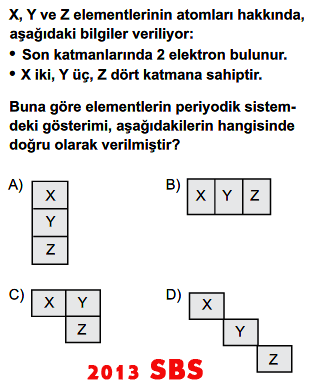 X, Y ve Z elementlerinin atomları hakkında,
aşağıdaki bilgiler veriliyor:
• Son katmanlarında 2 elektron bulunur.
• X iki, Y üç, Z dört katmana sahiptir.
Buna göre elementlerin periyodik sistem-
deki gösterimi, aşağıdakilerin hangisinde
doğru olarak verilmiştir?
A)
X
Y
Z
B)
X Y Z
C)
X Y
Z
D)
X
Y
Z
2013 SBS